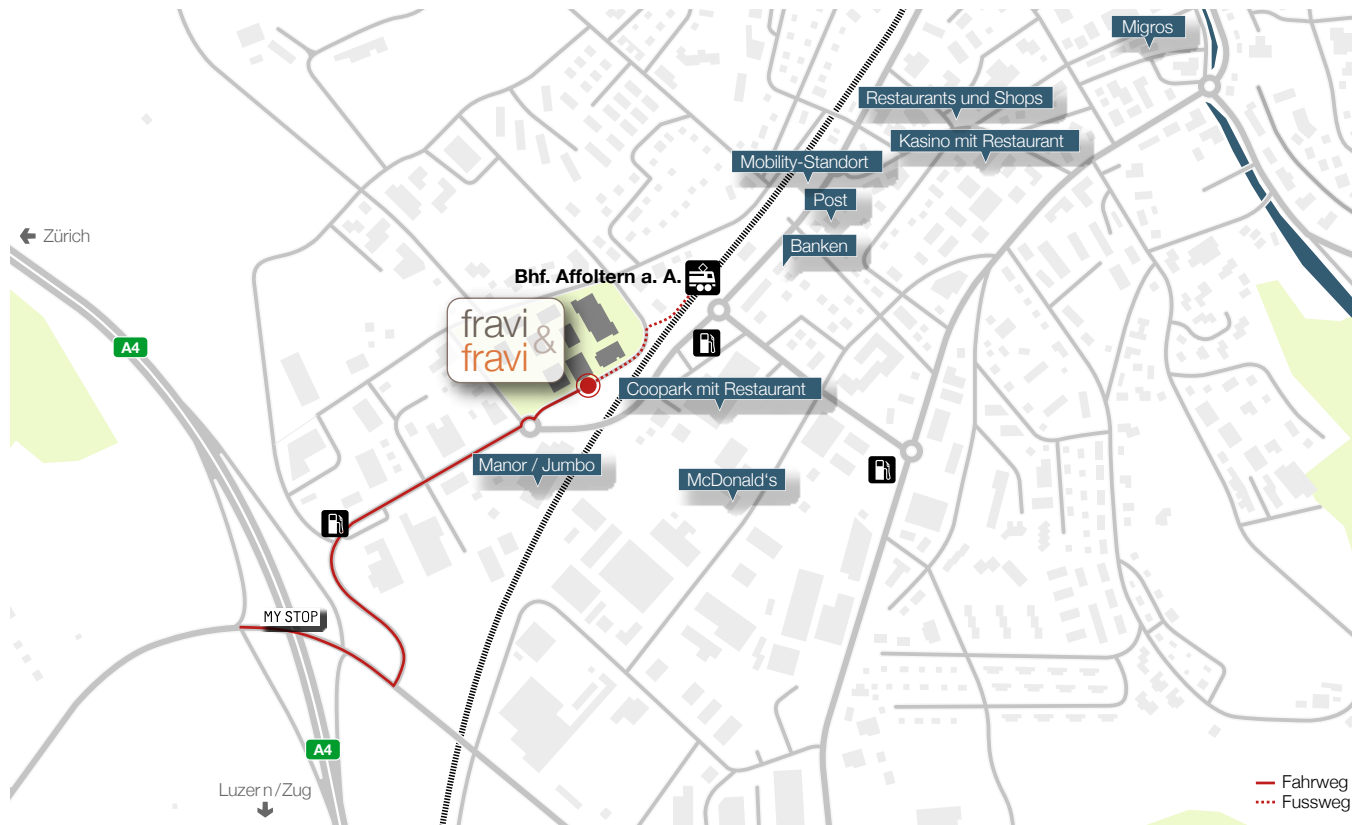 Migros
Restaurants und Shops
Kasino mit Restaurant
Mobility-Standort
Post
Zürich
Banken
Bhf. Affoltern a. A.
fravi
&
fravi
A4
Coopark mit Restaurant
Manor / Jumbo
McDonald's
MY STOP
A4
Luzern/Zug
Fahrweg
Fussweg